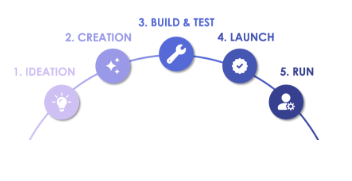 1. IDEATION
2. CREATION
3. BUILD & TEST
4. LAUNCH
5. RUN